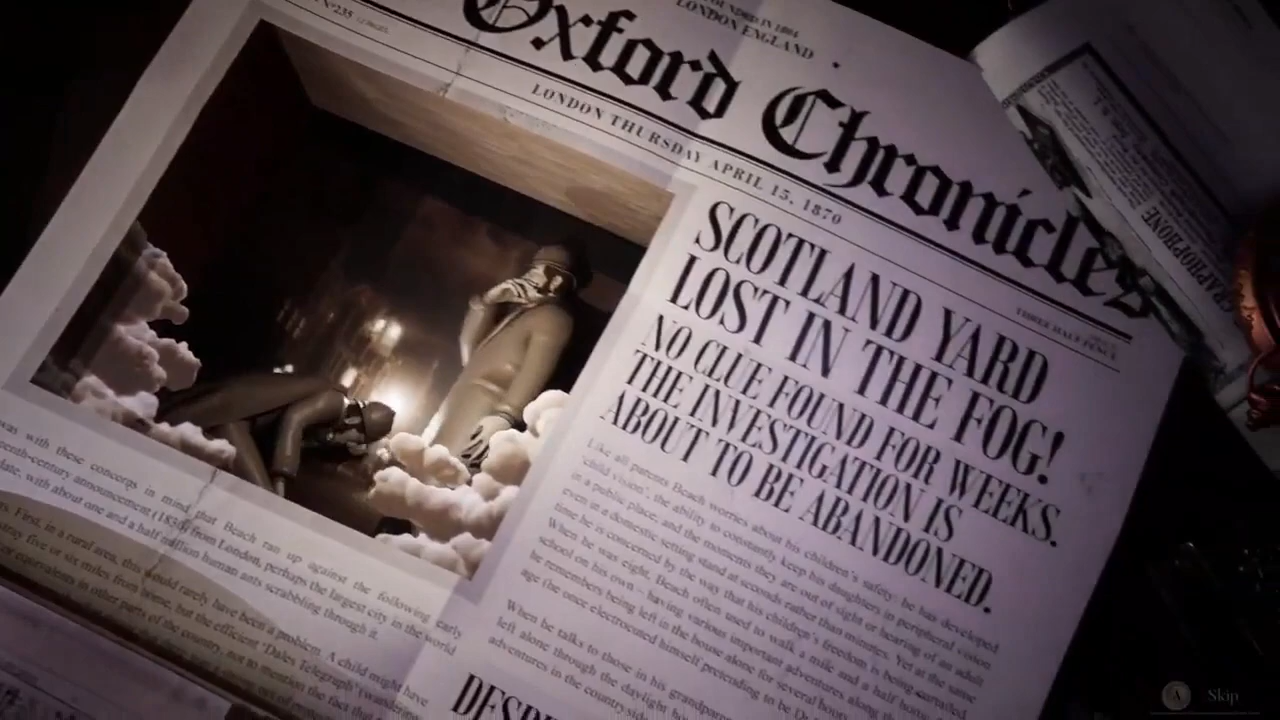 Nº235
FOUNDED IN 1804
LONDON ENGLAND
Oxford Chronicles
LONDON THURSDAY APRIL 15, 1870
THREE HALF PENCE
GRAPHOPHONE
SCOTLAND YARD
LOST IN THE FOG!
NO CLUE FOUND FOR WEEKS.
THE INVESTIGATION IS
ABOUT TO BE ABANDONED.
Like all parents Beach worries about his children's safety: he has developed
'child vision', the ability to constantly keep his daughters in peripheral vision
in a public place, and the moments they are out of sight or hearing of an adult
even in a domestic setting stand at seconds rather than minutes. Yet at the same
time he is concerned by the way that his children's freedom is being curtailed.
When he was eight, Beach often used to walk a mile and a half home from
school on his own – having various important adventures along the
he remembers being left in the house alone for several hours
age (he once electrocuted himself pretending to be Dr
When he talks to those in his grandparents
left alone through the daylight
adventures in the countryside
was with these concerns in mind that Beach ran up against the following early
century announcement from London, perhaps the largest city in the world
date, with about one and a half million human ants scrabbling through it.
First, in a rural area, this would rarely have been a problem. A child might have
stray five or six miles from home, but the efficient 'Dales Telegraph'
or equivalents in other parts of the country, not to mention the fact that
A Skip